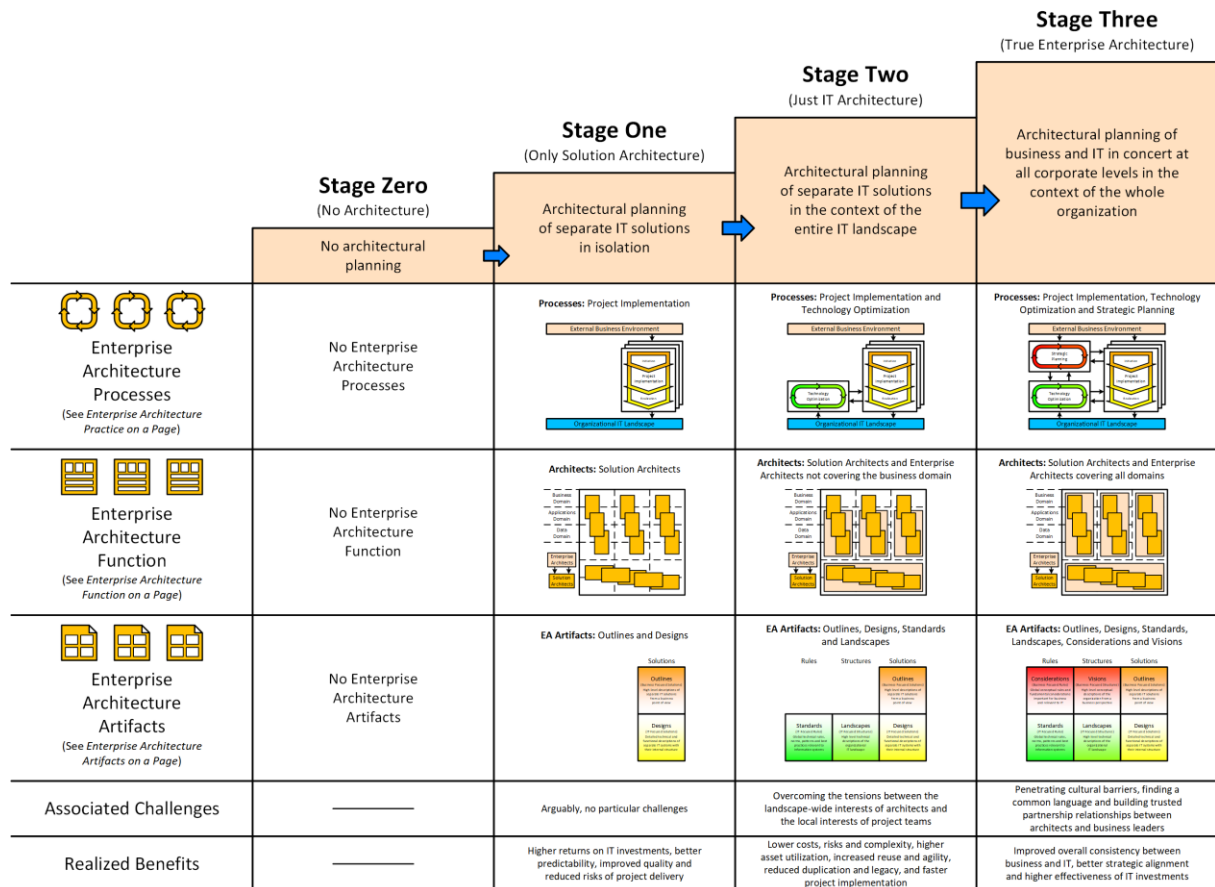 Stage Three
(True Enterprise Architecture)
Stage Two
(Just IT Architecture)
Stage One
(Only Solution Architecture)
Stage Zero
(No Architecture)
No architectural
planning
Architectural planning
of separate IT solutions
in isolation
Architectural planning
of separate IT solutions
in the context of the
entire IT landscape
Architectural planning of
business and IT in concert at
all corporate levels in the
context of the whole
organization
Enterprise
Architecture
Processes
(See Enterprise Architecture
Practice on a Page)
No Enterprise
Architecture
Processes
Processes: Project Implementation
External Business Environment
Project
Implementation
Organizational IT Landscape
Processes: Project Implementation and
Technology Optimization
External Business Environment
Technology
Optimization
Project
Implementation
Organizational IT Landscape
Processes: Project Implementation, Technology
Optimization and Strategic Planning
External Business Environment
Strategic
Planning
Technology
Optimization
Project
Implementation
Organizational IT Landscape
Enterprise
Architecture
Function
(See Enterprise Architecture
Function on a Page)
No Enterprise
Architecture
Function
Architects: Solution Architects
Business
Domain
Applications
Domain
Data
Domain
Enterprise
Architects
Solution
Architects
Architects: Solution Architects and Enterprise
Architects not covering the business domain
Business
Domain
Applications
Domain
Data
Domain
Enterprise
Architects
Solution
Architects
Architects: Solution Architects and Enterprise
Architects covering all domains
Business
Domain
Applications
Domain
Data
Domain
Enterprise
Architects
Solution
Architects
Enterprise
Architecture
Artifacts
(See Enterprise Architecture
Artifacts on a Page)
No Enterprise
Architecture
Artifacts
EA Artifacts: Outlines and Designs
Solutions
Outlines
Designs
EA Artifacts: Outlines, Designs, Standards
and Landscapes
Rules Structures Solutions
Outlines
Standards Landscapes Designs
EA Artifacts: Outlines, Designs, Standards,
Landscapes, Considerations and Visions
Rules Structures Solutions
Considerations Visions Outlines
Standards Landscapes Designs
Associated Challenges
Arguably, no particular challenges
Overcoming the tensions between the
landscape-wide interests of architects and
the local interests of project teams
Penetrating cultural barriers, finding a
common language and building trusted
partnership relationships between
architects and business leaders
Realized Benefits
Higher returns on IT investments, better
predictability, improved quality and
reduced risks of project delivery
Lower costs, risks and complexity, higher
asset utilization, increased reuse and agility,
reduced duplication and legacy, and faster
project implementation
Improved overall consistency between
business and IT, better strategic alignment
and higher effectiveness of IT investments